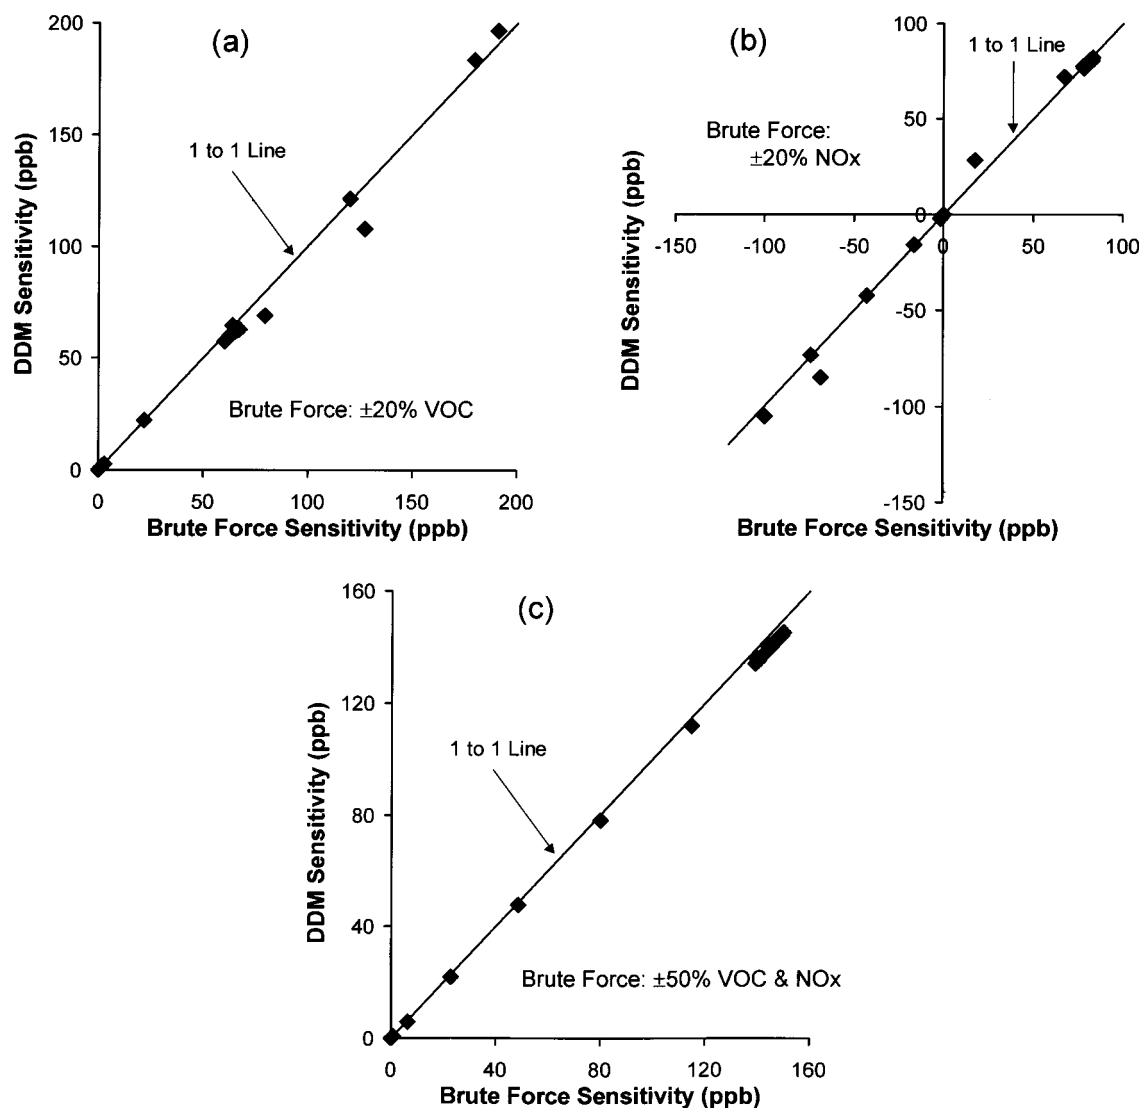 (a)
200
150
100
50
0
DDM Sensitivity (ppb)
1 to 1 Line
Brute Force: ±20% VOC
0 50 100 150 200
Brute Force Sensitivity (ppb)
(b)
100
50
0
-50
-100
-150
DDM Sensitivity (ppb)
1 to 1 Line
Brute Force:
±20% NOx
-150 -100 -50 0 50 100
Brute Force Sensitivity (ppb)
(c)
160
120
80
40
0
DDM Sensitivity (ppb)
1 to 1 Line
Brute Force: ±50% VOC & NOx
0 40 80 120 160
Brute Force Sensitivity (ppb)